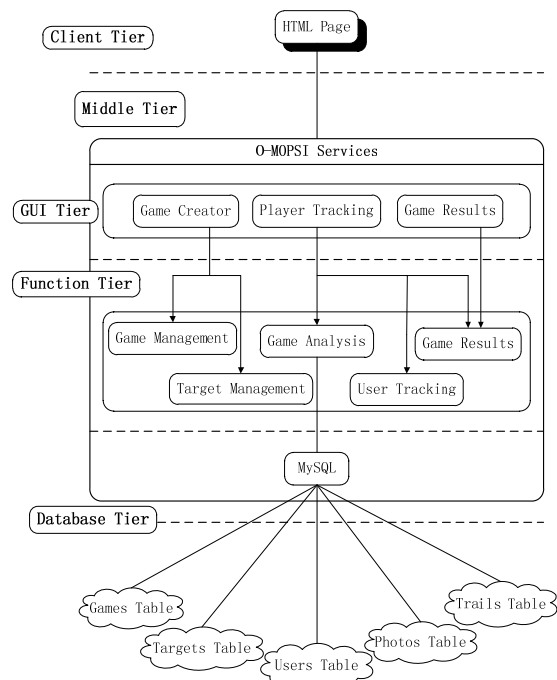 HTML Page
Client Tier
Middle Tier
O-MOPSI Services
GUI Tier
Game Creator
Player Tracking
Game Results
Function Tier
Game Management
Game Analysis
Game Results
Target Management
User Tracking
MySQL
Database Tier
Games Table
Trails Table
Targets Table
Photos Table
Users Table